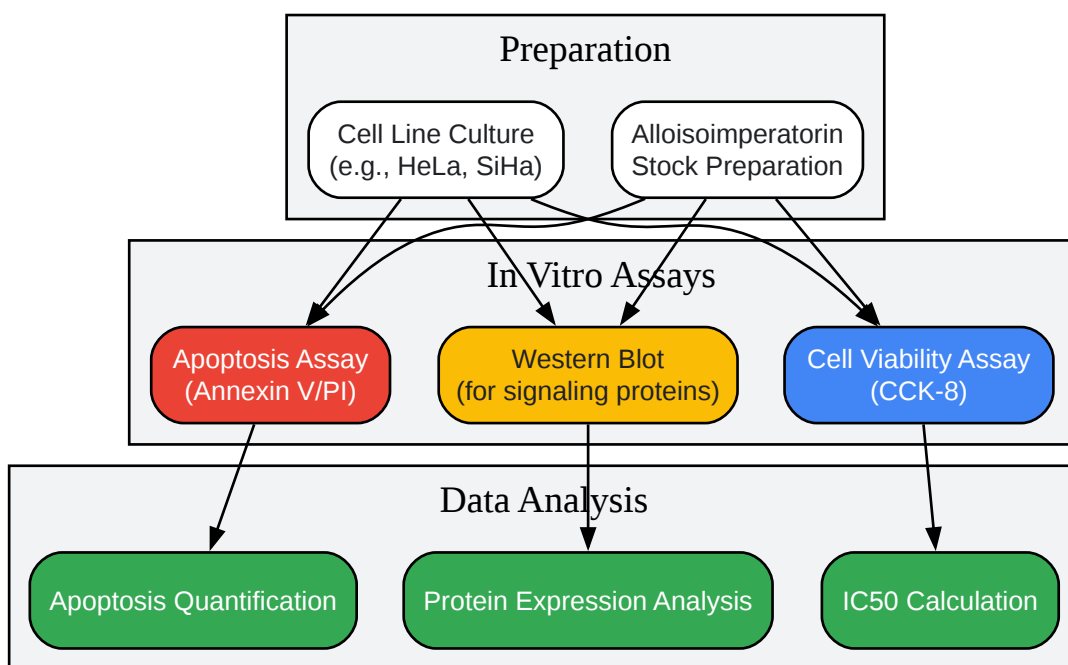 Preparation
Cell Line Culture
(e.g., HeLa, SiHa)
Alloisoimperatorin
Stock Preparation
In Vitro Assays
Apoptosis Assay
(Annexin V/PI)
Western Blot
(for signaling proteins)
Cell Viability Assay
(CCK-8)
Data Analysis
Apoptosis Quantification
Protein Expression Analysis
IC50 Calculation